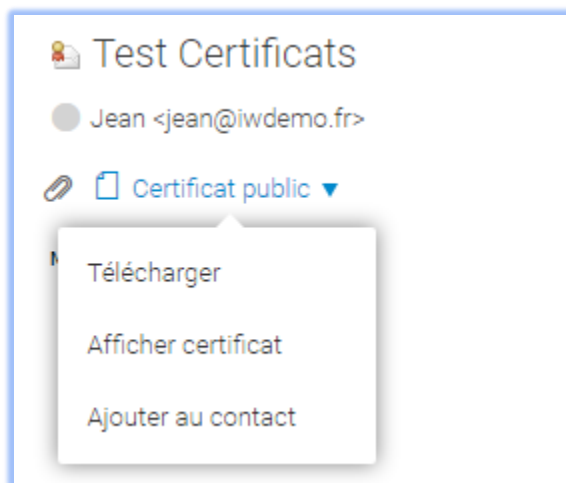 Test Certificats
Jean <jean@iwdemo.fr>
Certificat public
Télécharger
Afficher certificat
Ajouter au contact